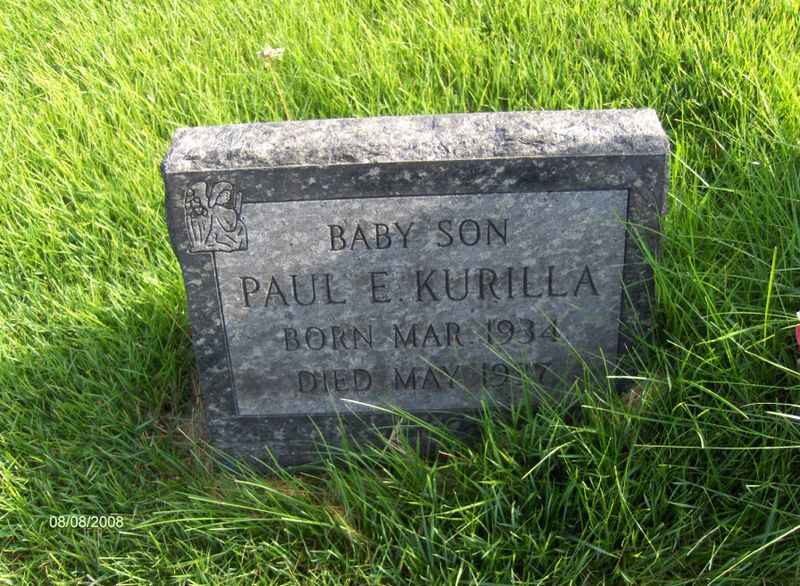 BABY SON
PAUL E. KURILLA
BORN MAR. 1934
DIED MAY
08/08/2008